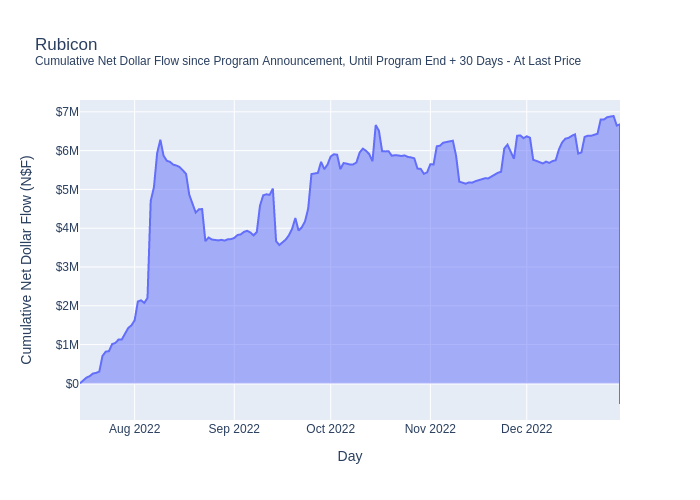 Rubicon
Cumulative Net Dollar Flow since Program Announcement, Until Program End + 30 Days - At Last Price
$7M
$6M
$5M
$4M
$3M
$2M
$1M
$0
Cumulative Net Dollar Flow (N$F)
Aug 2022
Sep 2022
Oct 2022
Nov 2022
Dec 2022
Day